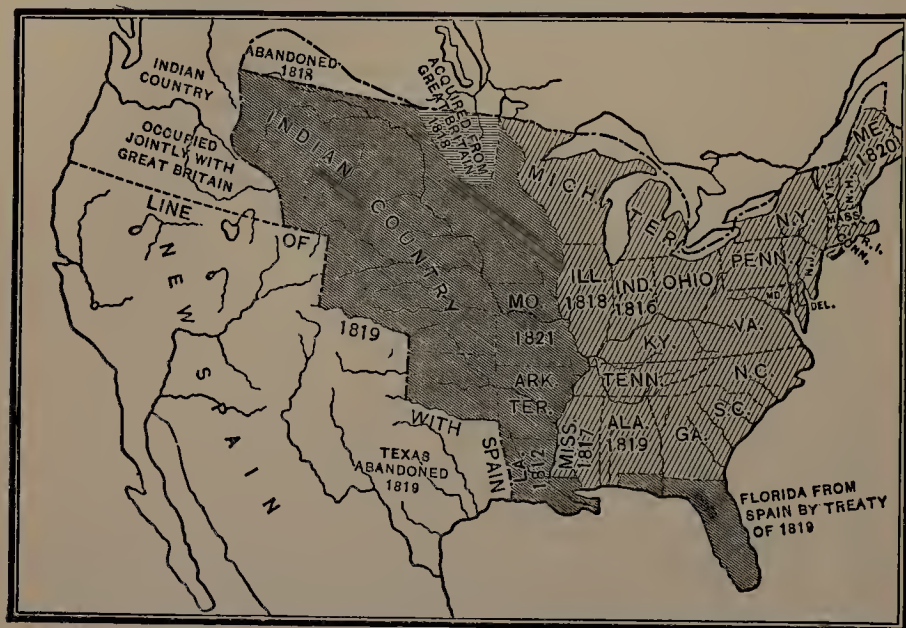 ABANDONED
1818
INDIAN
COUNTRY
ACQUIRED FROM
GREAT BRITAIN
1818
OCCUPIED
JOINTLY WITH
GREAT BRITAIN
INDIAN COUNTRY
LINE OF 1819 WITH SPAIN
NEW SPAIN
TEXAS
ABANDONED
1819
MICH. TER.
ME.
1820
VT.
N.H.
MASS.
R.I.
CONN.
N.Y.
PENN.
N.J.
MD.
DEL.
ILL.
1818
IND.
1816
OHIO
MO.
1821
KY.
VA.
ARK.
TER.
TENN.
N.C.
S.C.
LA.
1812
MISS.
1817
ALA.
1819
GA.
FLORIDA FROM
SPAIN BY TREATY
OF 1819